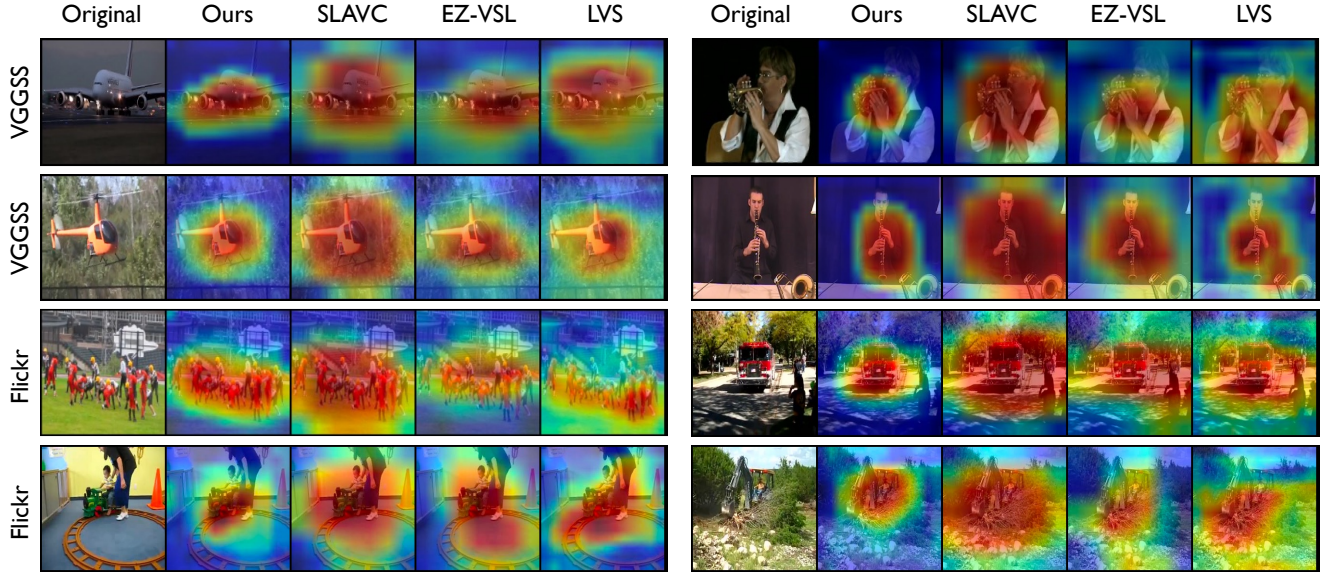 Original Ours SLAVC EZ-VSL LVS Original Ours SLAVC EZ-VSL LVS
VGGSS
VGGSS
Flickr
Flickr